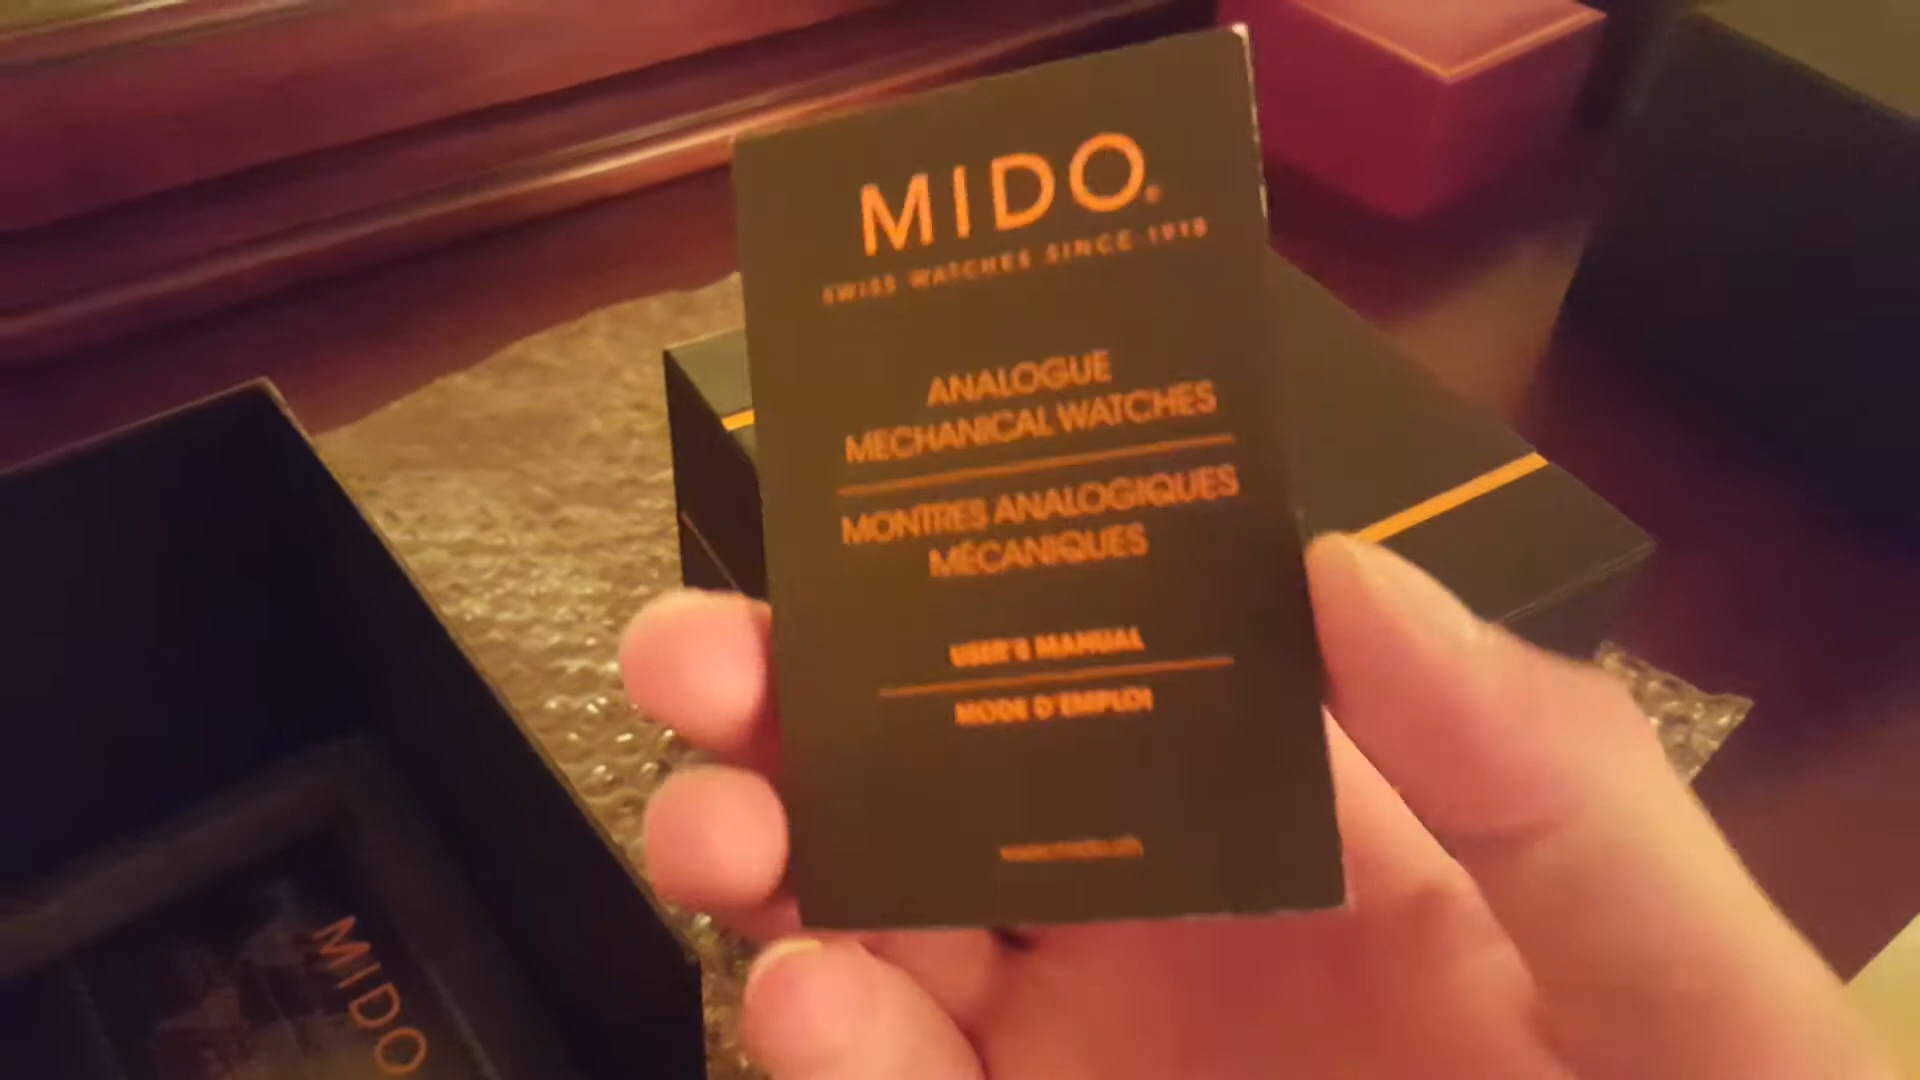 MIDO®
SWISS WATCHES SINCE 1918
ANALOGUE
MECHANICAL WATCHES
MONTRES ANALOGIQUES
MÉCANIQUES
USER'S MANUAL
MODE D'EMPLOI
MIDO